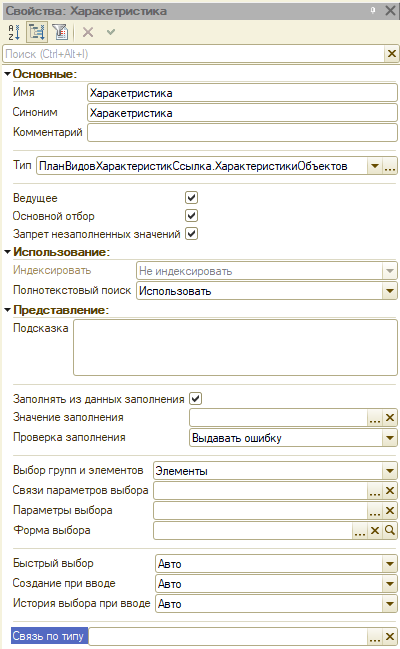 Свойства: Характеристика
Поиск (Ctrl+Alt+I)
Основные:
Имя Характеристика
Синоним Характеристика
Комментарий
Тип ПланВидовХарактеристикСсылка.ХарактеристикиОбъектов ...
Ведущее
Основной отбор
Запрет незаполненных значений
Использование:
Индексировать Не индексировать
Полнотекстовый поиск Использовать
Представление:
Подсказка
Заполнять из данных заполнения
Значение заполнения ...
Проверка заполнения Выдавать ошибку
Выбор групп и элементов Элементы
Связи параметров выбора ...
Параметры выбора ...
Форма выбора ...
Быстрый выбор Авто
Создание при вводе Авто
История выбора при вводе Авто
Связь по типу ...